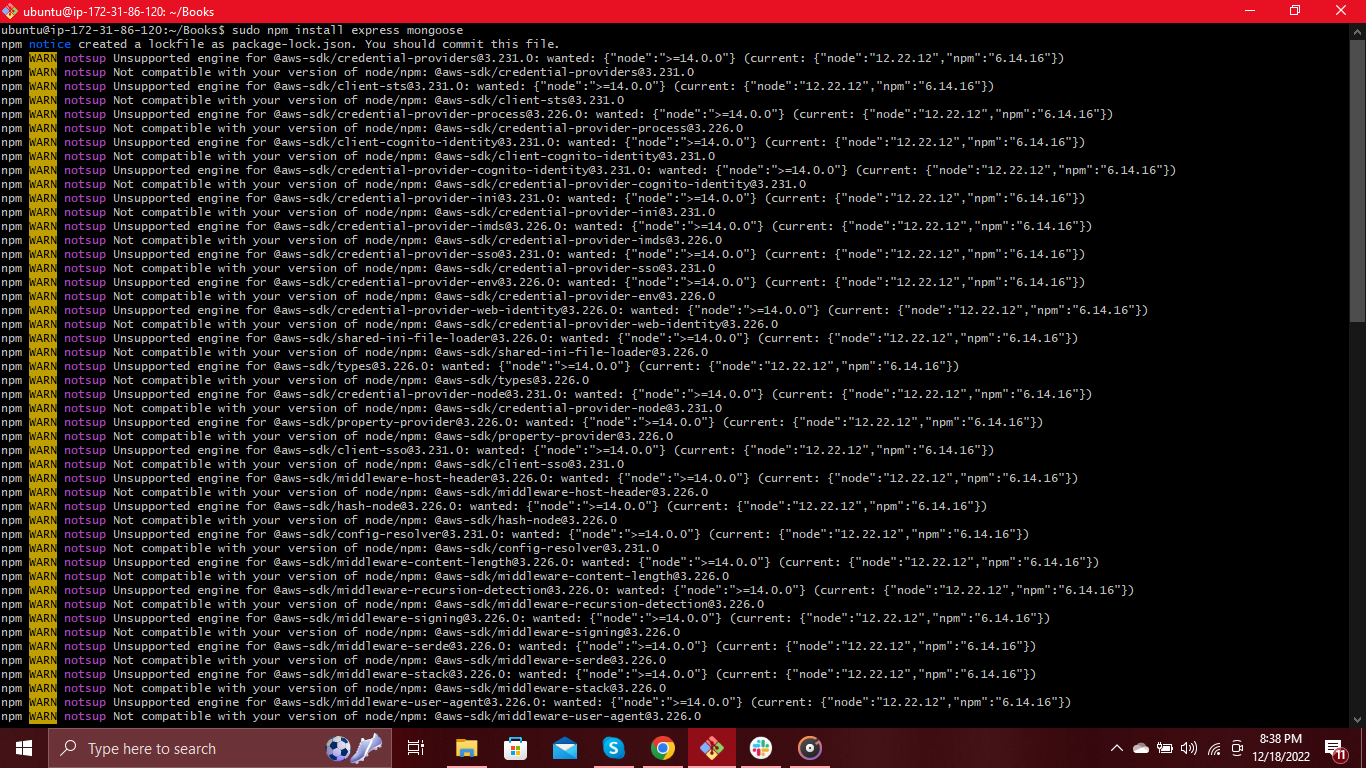 ubuntu@ip-172-31-86-120: ~/Books
ubuntu@ip-172-31-86-120:~/Books$ sudo npm install express mongoose
npm notice created a lockfile as package-lock.json. You should commit this file.
npm WARN notsup Unsupported engine for @aws-sdk/credential-providers@3.231.0: wanted: {"node":">=14.0.0"} (current: {"node":"12.22.12","npm":"6.14.16"})
npm WARN notsup Not compatible with your version of node/npm: @aws-sdk/credential-providers@3.231.0
npm WARN notsup Unsupported engine for @aws-sdk/client-sts@3.231.0: wanted: {"node":">=14.0.0"} (current: {"node":"12.22.12","npm":"6.14.16"})
npm WARN notsup Not compatible with your version of node/npm: @aws-sdk/client-sts@3.231.0
npm WARN notsup Unsupported engine for @aws-sdk/credential-provider-process@3.226.0: wanted: {"node":">=14.0.0"} (current: {"node":"12.22.12","npm":"6.14.16"})
npm WARN notsup Not compatible with your version of node/npm: @aws-sdk/credential-provider-process@3.226.0
npm WARN notsup Unsupported engine for @aws-sdk/client-cognito-identity@3.231.0: wanted: {"node":">=14.0.0"} (current: {"node":"12.22.12","npm":"6.14.16"})
npm WARN notsup Not compatible with your version of node/npm: @aws-sdk/client-cognito-identity@3.231.0
npm WARN notsup Unsupported engine for @aws-sdk/credential-provider-cognito-identity@3.231.0: wanted: {"node":">=14.0.0"} (current: {"node":"12.22.12","npm":"6.14.16"})
npm WARN notsup Not compatible with your version of node/npm: @aws-sdk/credential-provider-cognito-identity@3.231.0
npm WARN notsup Unsupported engine for @aws-sdk/credential-provider-ini@3.231.0: wanted: {"node":">=14.0.0"} (current: {"node":"12.22.12","npm":"6.14.16"})
npm WARN notsup Not compatible with your version of node/npm: @aws-sdk/credential-provider-ini@3.231.0
npm WARN notsup Unsupported engine for @aws-sdk/credential-provider-imds@3.226.0: wanted: {"node":">=14.0.0"} (current: {"node":"12.22.12","npm":"6.14.16"})
npm WARN notsup Not compatible with your version of node/npm: @aws-sdk/credential-provider-imds@3.226.0
npm WARN notsup Unsupported engine for @aws-sdk/credential-provider-sso@3.231.0: wanted: {"node":">=14.0.0"} (current: {"node":"12.22.12","npm":"6.14.16"})
npm WARN notsup Not compatible with your version of node/npm: @aws-sdk/credential-provider-sso@3.231.0
npm WARN notsup Unsupported engine for @aws-sdk/credential-provider-env@3.226.0: wanted: {"node":">=14.0.0"} (current: {"node":"12.22.12","npm":"6.14.16"})
npm WARN notsup Not compatible with your version of node/npm: @aws-sdk/credential-provider-env@3.226.0
npm WARN notsup Unsupported engine for @aws-sdk/credential-provider-web-identity@3.226.0: wanted: {"node":">=14.0.0"} (current: {"node":"12.22.12","npm":"6.14.16"})
npm WARN notsup Not compatible with your version of node/npm: @aws-sdk/credential-provider-web-identity@3.226.0
npm WARN notsup Unsupported engine for @aws-sdk/shared-ini-file-loader@3.226.0: wanted: {"node":">=14.0.0"} (current: {"node":"12.22.12","npm":"6.14.16"})
npm WARN notsup Not compatible with your version of node/npm: @aws-sdk/shared-ini-file-loader@3.226.0
npm WARN notsup Unsupported engine for @aws-sdk/types@3.226.0: wanted: {"node":">=14.0.0"} (current: {"node":"12.22.12","npm":"6.14.16"})
npm WARN notsup Not compatible with your version of node/npm: @aws-sdk/types@3.226.0
npm WARN notsup Unsupported engine for @aws-sdk/credential-provider-node@3.231.0: wanted: {"node":">=14.0.0"} (current: {"node":"12.22.12","npm":"6.14.16"})
npm WARN notsup Not compatible with your version of node/npm: @aws-sdk/credential-provider-node@3.231.0
npm WARN notsup Unsupported engine for @aws-sdk/property-provider@3.226.0: wanted: {"node":">=14.0.0"} (current: {"node":"12.22.12","npm":"6.14.16"})
npm WARN notsup Not compatible with your version of node/npm: @aws-sdk/property-provider@3.226.0
npm WARN notsup Unsupported engine for @aws-sdk/client-sso@3.231.0: wanted: {"node":">=14.0.0"} (current: {"node":"12.22.12","npm":"6.14.16"})
npm WARN notsup Not compatible with your version of node/npm: @aws-sdk/client-sso@3.231.0
npm WARN notsup Unsupported engine for @aws-sdk/middleware-host-header@3.226.0: wanted: {"node":">=14.0.0"} (current: {"node":"12.22.12","npm":"6.14.16"})
npm WARN notsup Not compatible with your version of node/npm: @aws-sdk/middleware-host-header@3.226.0
npm WARN notsup Unsupported engine for @aws-sdk/hash-node@3.226.0: wanted: {"node":">=14.0.0"} (current: {"node":"12.22.12","npm":"6.14.16"})
npm WARN notsup Not compatible with your version of node/npm: @aws-sdk/hash-node@3.226.0
npm WARN notsup Unsupported engine for @aws-sdk/config-resolver@3.231.0: wanted: {"node":">=14.0.0"} (current: {"node":"12.22.12","npm":"6.14.16"})
npm WARN notsup Not compatible with your version of node/npm: @aws-sdk/config-resolver@3.231.0
npm WARN notsup Unsupported engine for @aws-sdk/middleware-content-length@3.226.0: wanted: {"node":">=14.0.0"} (current: {"node":"12.22.12","npm":"6.14.16"})
npm WARN notsup Not compatible with your version of node/npm: @aws-sdk/middleware-content-length@3.226.0
npm WARN notsup Unsupported engine for @aws-sdk/middleware-recursion-detection@3.226.0: wanted: {"node":">=14.0.0"} (current: {"node":"12.22.12","npm":"6.14.16"})
npm WARN notsup Not compatible with your version of node/npm: @aws-sdk/middleware-recursion-detection@3.226.0
npm WARN notsup Unsupported engine for @aws-sdk/middleware-signing@3.226.0: wanted: {"node":">=14.0.0"} (current: {"node":"12.22.12","npm":"6.14.16"})
npm WARN notsup Not compatible with your version of node/npm: @aws-sdk/middleware-signing@3.226.0
npm WARN notsup Unsupported engine for @aws-sdk/middleware-serde@3.226.0: wanted: {"node":">=14.0.0"} (current: {"node":"12.22.12","npm":"6.14.16"})
npm WARN notsup Not compatible with your version of node/npm: @aws-sdk/middleware-serde@3.226.0
npm WARN notsup Unsupported engine for @aws-sdk/middleware-stack@3.226.0: wanted: {"node":">=14.0.0"} (current: {"node":"12.22.12","npm":"6.14.16"})
npm WARN notsup Not compatible with your version of node/npm: @aws-sdk/middleware-stack@3.226.0
npm WARN notsup Unsupported engine for @aws-sdk/middleware-user-agent@3.226.0: wanted: {"node":">=14.0.0"} (current: {"node":"12.22.12","npm":"6.14.16"})
npm WARN notsup Not compatible with your version of node/npm: @aws-sdk/middleware-user-agent@3.226.0
Type here to search
8:38 PM
12/18/2022
11